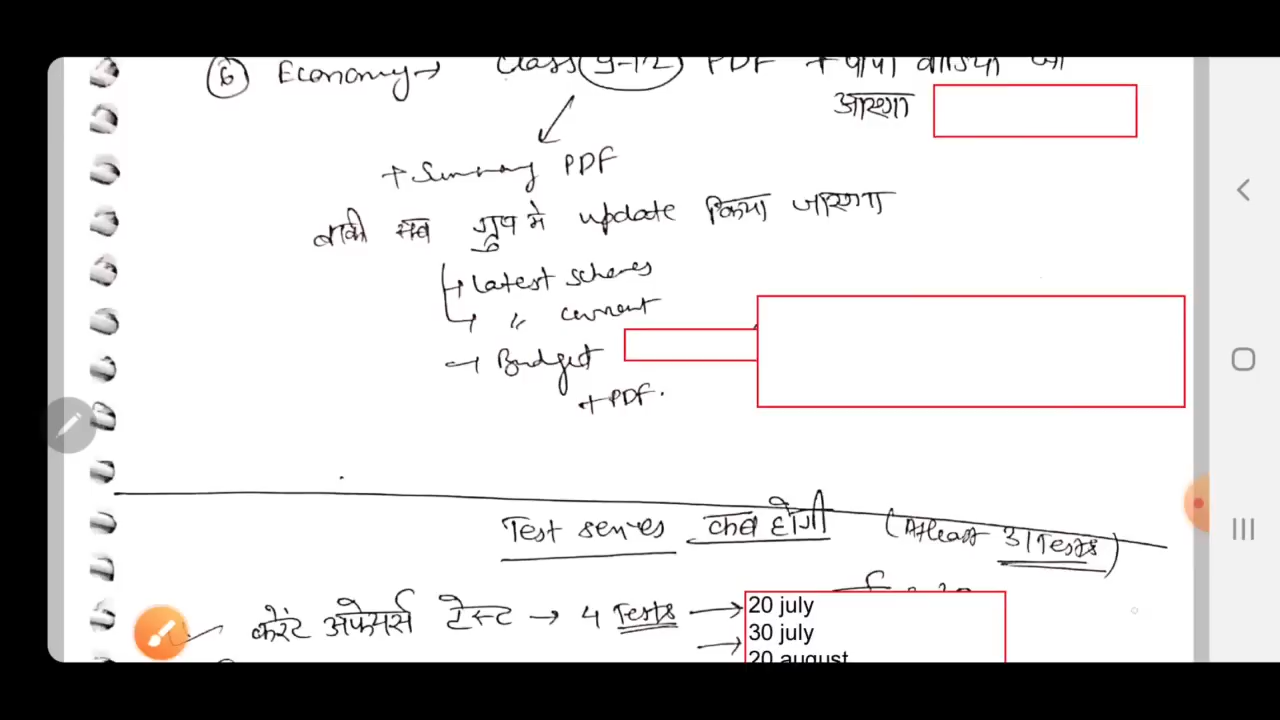 6 Economy → Class 9-12 PDF +
आएगा
+ Summary PDF
बाकी सब ग्रुप मे update किया जाएगा
→ Latest schemes
→ " current
→ Budget
+ PDF.
Test series कब होगी (Atleast 31 Tests)
करेंट अफेयर्स टेस्ट → 4 Tests → 20 july
→ 30 july
20 august